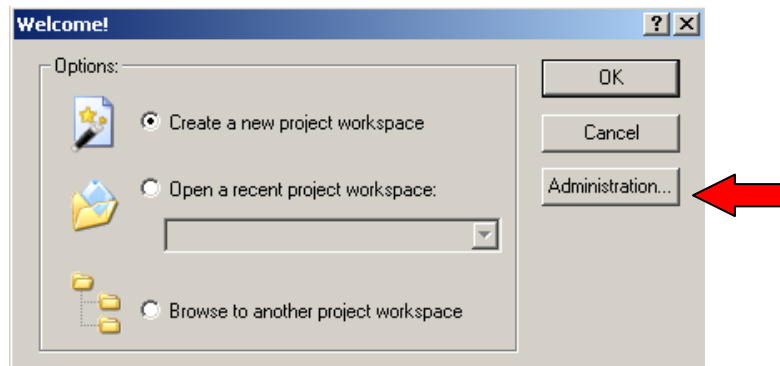 Welcome!
Options:
Create a new project workspace
Open a recent project workspace:
Browse to another project workspace
OK
Cancel
Administration...